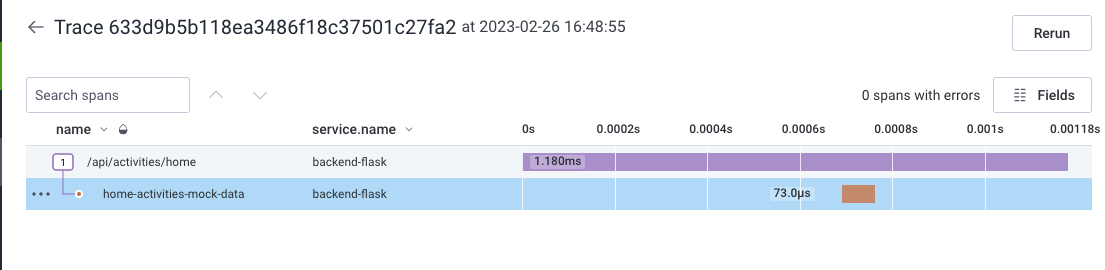 Trace 633d9b5b118ea3486f18c37501c27fa2 at 2023-02-26 16:48:55
Rerun
Search spans
0 spans with errors
Fields
name service.name 0s 0.0002s 0.0004s 0.0006s 0.0008s 0.001s 0.00118s
1 /api/activities/home backend-flask 1.180ms
home-activities-mock-data backend-flask 73.0μs